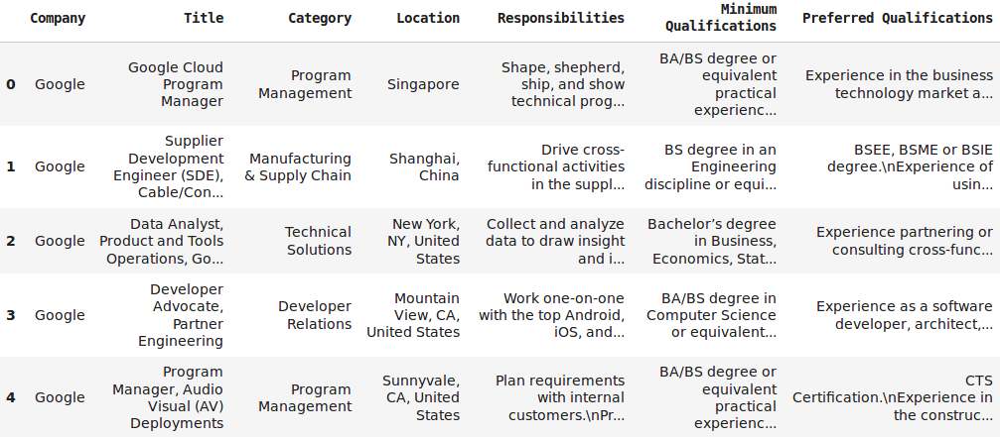 Company Title Category Location Responsibilities Minimum Qualifications Preferred Qualifications
0 Google Google Cloud Program Manager Program Management Singapore Shape, shepherd, ship, and show technical prog... BA/BS degree or equivalent practical experienc... Experience in the business technology market a...
1 Google Supplier Development Engineer (SDE), Cable/Con... Manufacturing & Supply Chain Shanghai, China Drive cross-functional activities in the suppl... BS degree in an Engineering discipline or equi... BSEE, BSME or BSIE degree.\nExperience of usin...
2 Google Data Analyst, Product and Tools Operations, Go... Technical Solutions New York, NY, United States Collect and analyze data to draw insight and i... Bachelor’s degree in Business, Economics, Stat... Experience partnering or consulting cross-func...
3 Google Developer Advocate, Partner Engineering Developer Relations Mountain View, CA, United States Work one-on-one with the top Android, iOS, and... BA/BS degree in Computer Science or equivalent... Experience as a software developer, architect,...
4 Google Program Manager, Audio Visual (AV) Deployments Program Management Sunnyvale, CA, United States Plan requirements with internal customers.\nPr... BA/BS degree or equivalent practical experienc... CTS Certification.\nExperience in the construc...